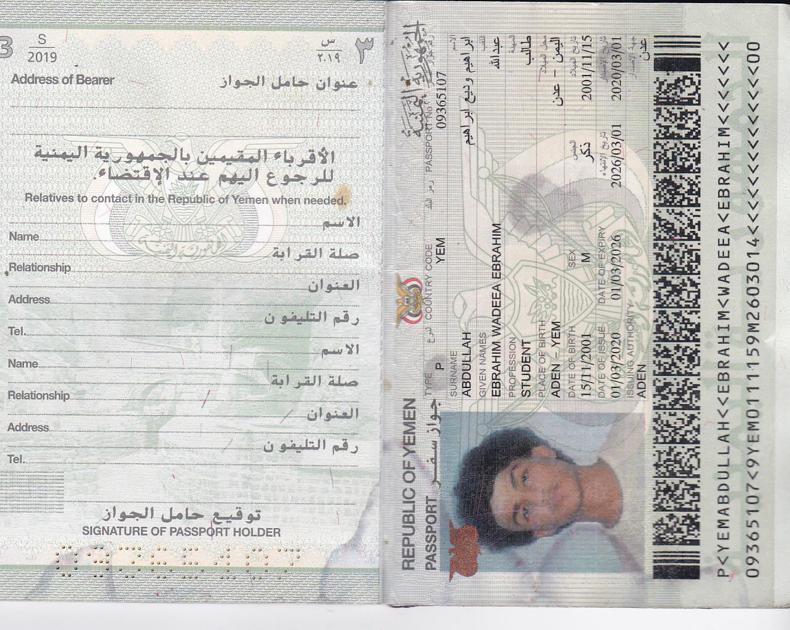 S
2019
س
٢٠١٩
٣
Address of Bearer
عنوان حامل الجواز
الأقرباء المقيمين بالجمهورية اليمنية
للرجوع اليهم عند الإقتضاء
Relatives to contact in the Republic of Yemen when needed.
Name
الاسم
Relationship
صلة القرابة
Address
العنوان
Tel.
رقم التليفون
Name
الاسم
Relationship
صلة القرابة
Address
العنوان
Tel.
رقم التليفون
توقيع حامل الجواز
SIGNATURE OF PASSPORT HOLDER
REPUBLIC OF YEMEN
الجمهورية اليمنية
PASSPORT جواز سفر
TYPE النوع COUNTRY CODE رمز البلد PASSPORT No رقم الجواز
P YEM 09365107
SURNAME الاسم
ABDULLAH ابراهيم وديع ابراهيم
GIVEN NAMES اللقب
EBRAHIM WADEEA EBRAHIM عبدالله
PROFESSION المهنة
STUDENT طالب
PLACE OF BIRTH محل الميلاد
ADEN - YEM اليمن - عدن
DATE OF BIRTH SEX الجنس تاريخ الميلاد
15/11/2001 M ذكر 2001/11/15
DATE OF ISSUE DATE OF EXPIRY تاريخ الانتهاء تاريخ الاصدار
01/03/2020 01/03/2026 2026/03/01 2020/03/01
ISSUING AUTHORITY جهة الاصدار
ADEN عدن
P<YEMABDULLAH<<EBRAHIM<WADEEA<EBRAHIM<<<<<<<
09365107<9YEM0111159M2603014<<<<<<<<<<<<<<00